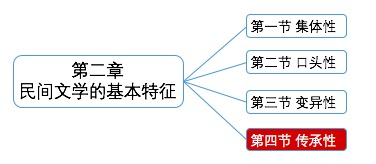 第二章
民间文学的基本特征
第一节 集体性
第二节 口头性
第三节 变异性
第四节 传承性